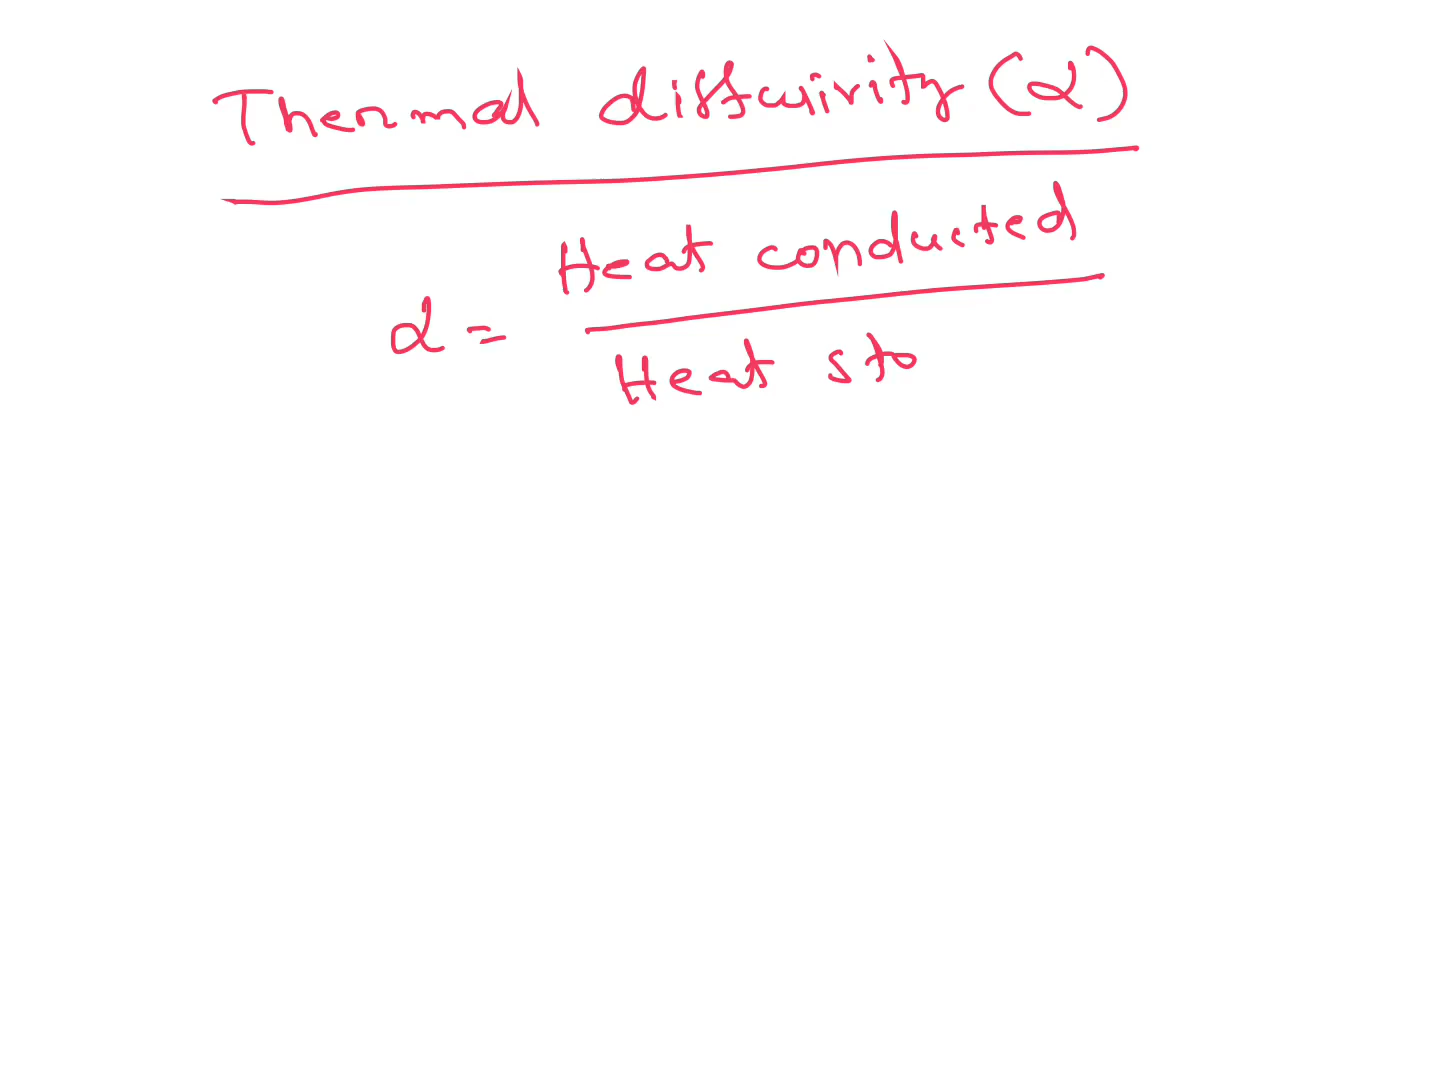 Thermal diffusivity (α)
Heat conducted
α =
Heat sto